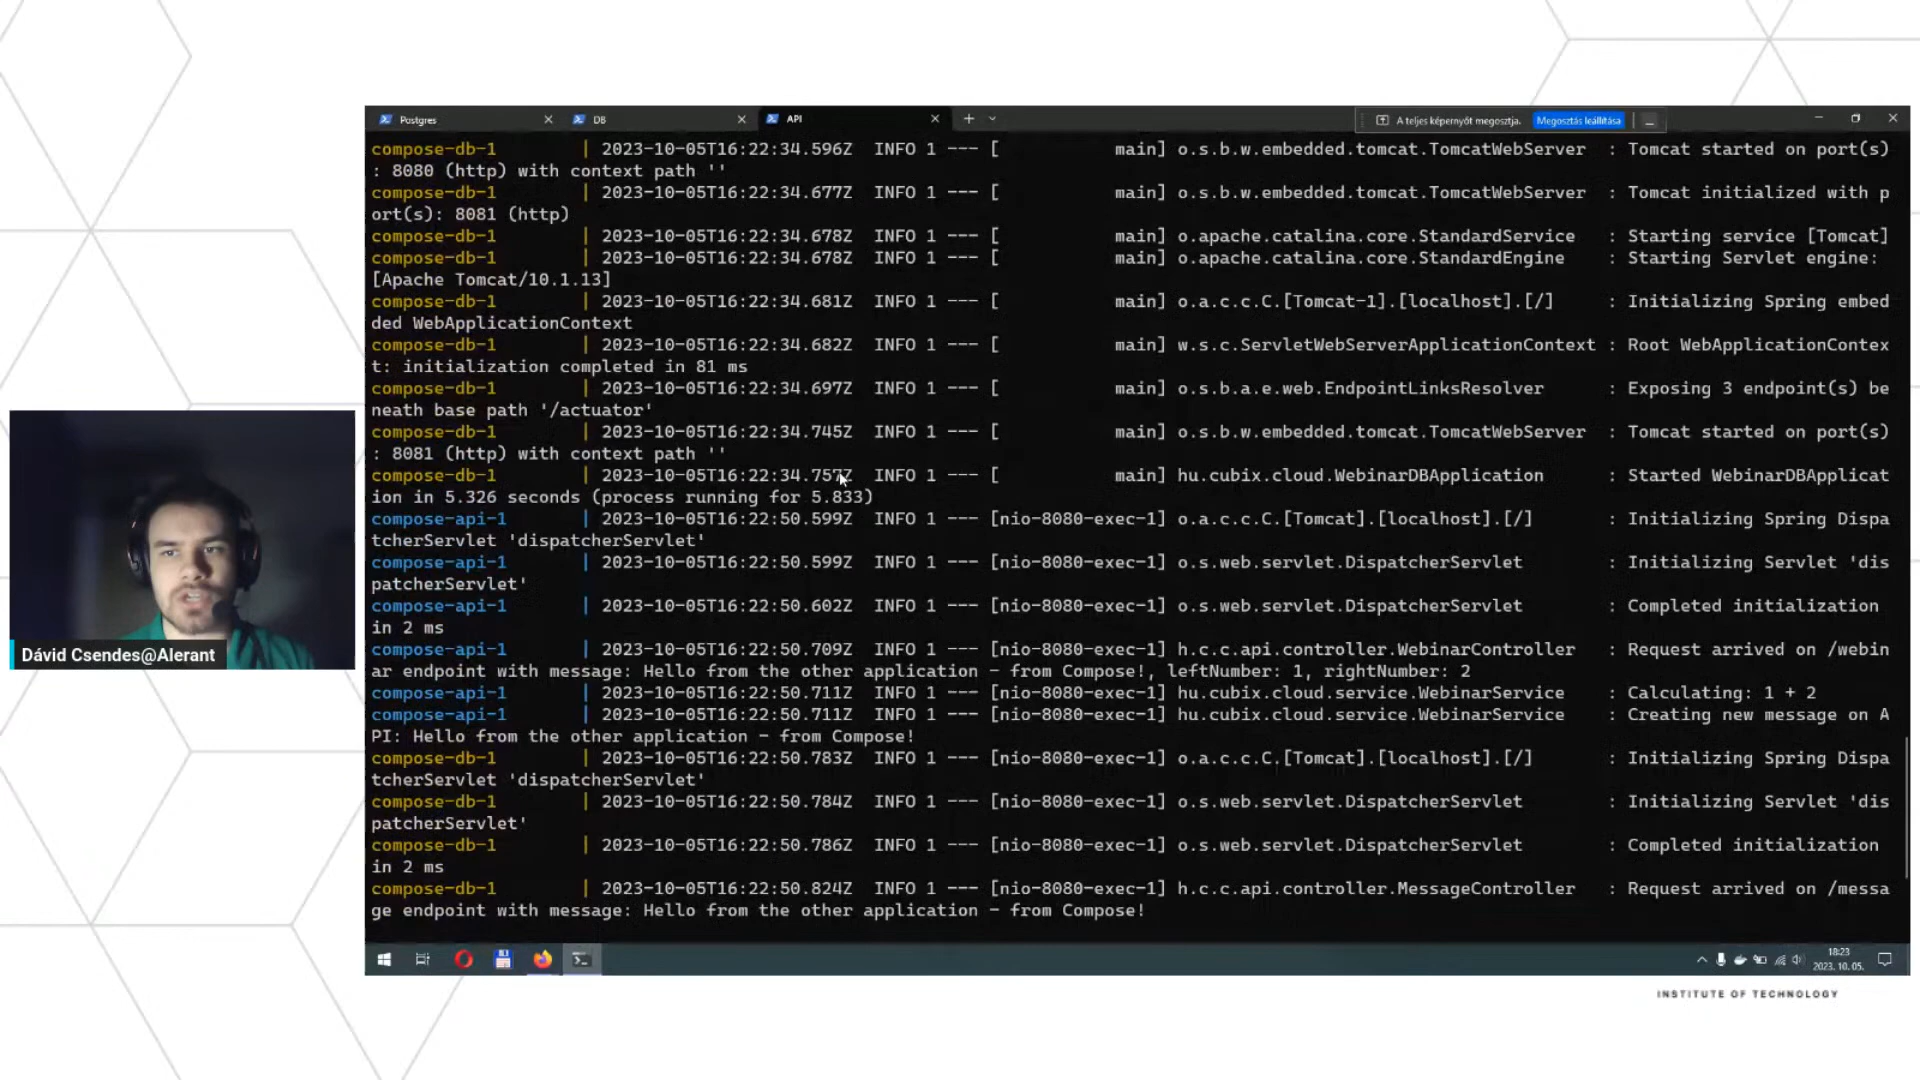 Postgres
DB
API
A teljes képernyőt megosztja.
Megosztás leállítása
compose-db-1 | 2023-10-05T16:22:34.596Z INFO 1 --- [ main] o.s.b.w.embedded.tomcat.TomcatWebServer : Tomcat started on port(s)
: 8080 (http) with context path ''
compose-db-1 | 2023-10-05T16:22:34.677Z INFO 1 --- [ main] o.s.b.w.embedded.tomcat.TomcatWebServer : Tomcat initialized with p
ort(s): 8081 (http)
compose-db-1 | 2023-10-05T16:22:34.678Z INFO 1 --- [ main] o.apache.catalina.core.StandardService : Starting service [Tomcat]
compose-db-1 | 2023-10-05T16:22:34.678Z INFO 1 --- [ main] o.apache.catalina.core.StandardEngine : Starting Servlet engine:
[Apache Tomcat/10.1.13]
compose-db-1 | 2023-10-05T16:22:34.681Z INFO 1 --- [ main] o.a.c.c.C.[Tomcat-1].[localhost].[/] : Initializing Spring embed
ded WebApplicationContext
compose-db-1 | 2023-10-05T16:22:34.682Z INFO 1 --- [ main] w.s.c.ServletWebServerApplicationContext : Root WebApplicationContex
t: initialization completed in 81 ms
compose-db-1 | 2023-10-05T16:22:34.697Z INFO 1 --- [ main] o.s.b.a.e.web.EndpointLinksResolver : Exposing 3 endpoint(s) be
neath base path '/actuator'
compose-db-1 | 2023-10-05T16:22:34.745Z INFO 1 --- [ main] o.s.b.w.embedded.tomcat.TomcatWebServer : Tomcat started on port(s)
: 8081 (http) with context path ''
compose-db-1 | 2023-10-05T16:22:34.757Z INFO 1 --- [ main] hu.cubix.cloud.WebinarDBApplication : Started WebinarDBApplicat
ion in 5.326 seconds (process running for 5.833)
compose-api-1 | 2023-10-05T16:22:50.599Z INFO 1 --- [nio-8080-exec-1] o.a.c.c.C.[Tomcat].[localhost].[/] : Initializing Spring Dispa
tcherServlet 'dispatcherServlet'
compose-api-1 | 2023-10-05T16:22:50.599Z INFO 1 --- [nio-8080-exec-1] o.s.web.servlet.DispatcherServlet : Initializing Servlet 'dis
patcherServlet'
compose-api-1 | 2023-10-05T16:22:50.602Z INFO 1 --- [nio-8080-exec-1] o.s.web.servlet.DispatcherServlet : Completed initialization
in 2 ms
compose-api-1 | 2023-10-05T16:22:50.709Z INFO 1 --- [nio-8080-exec-1] h.c.c.api.controller.WebinarController : Request arrived on /webin
ar endpoint with message: Hello from the other application - from Compose!, leftNumber: 1, rightNumber: 2
compose-api-1 | 2023-10-05T16:22:50.711Z INFO 1 --- [nio-8080-exec-1] hu.cubix.cloud.service.WebinarService : Calculating: 1 + 2
compose-api-1 | 2023-10-05T16:22:50.711Z INFO 1 --- [nio-8080-exec-1] hu.cubix.cloud.service.WebinarService : Creating new message on A
PI: Hello from the other application - from Compose!
compose-db-1 | 2023-10-05T16:22:50.783Z INFO 1 --- [nio-8080-exec-1] o.a.c.c.C.[Tomcat].[localhost].[/] : Initializing Spring Dispa
tcherServlet 'dispatcherServlet'
compose-db-1 | 2023-10-05T16:22:50.784Z INFO 1 --- [nio-8080-exec-1] o.s.web.servlet.DispatcherServlet : Initializing Servlet 'dis
patcherServlet'
compose-db-1 | 2023-10-05T16:22:50.786Z INFO 1 --- [nio-8080-exec-1] o.s.web.servlet.DispatcherServlet : Completed initialization
in 2 ms
compose-db-1 | 2023-10-05T16:22:50.824Z INFO 1 --- [nio-8080-exec-1] h.c.c.api.controller.MessageController : Request arrived on /messa
ge endpoint with message: Hello from the other application - from Compose!
Dávid Csendes@Alerant
18:23
2023. 10. 05.
INSTITUTE OF TECHNOLOGY